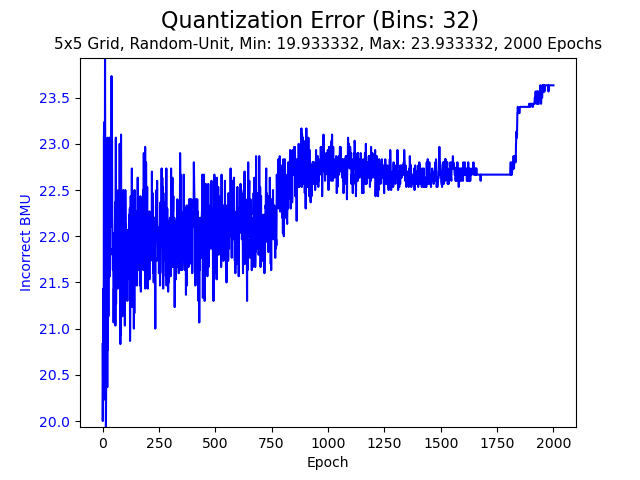 Quantization Error (Bins: 32)
5x5 Grid, Random-Unit, Min: 19.933332, Max: 23.933332, 2000 Epochs
23.5
23.0
22.5
22.0
21.5
21.0
20.5
20.0
Incorrect BMU
0 250 500 750 1000 1250 1500 1750 2000
Epoch